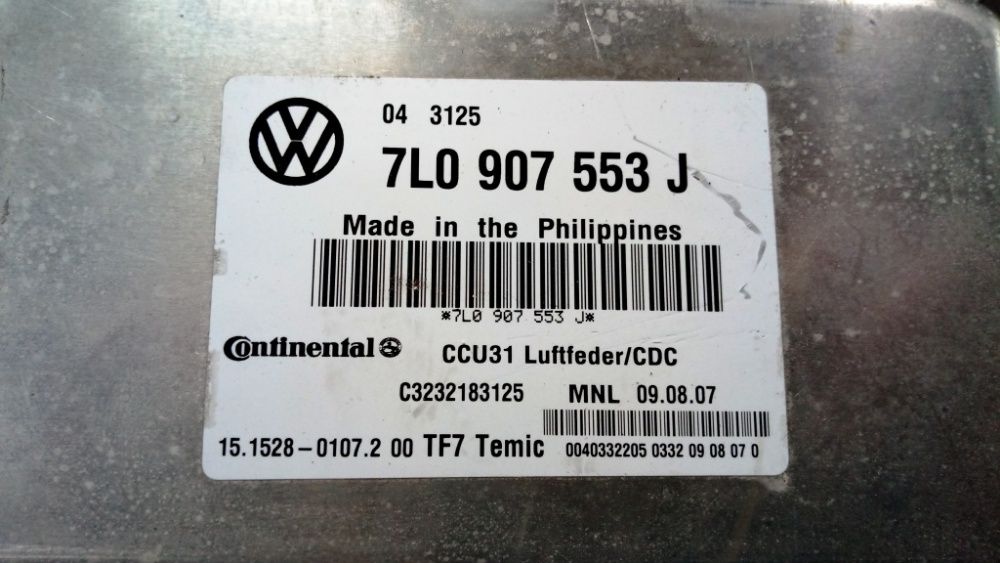 04 3125
7L0 907 553 J
Made in the Philippines
*7L0 907 553 J*
Continental CCU31 Luftfeder/CDC
C3232183125 MNL 09.08.07
15.1528-0107.2 00 TF7 Temic 0040332205 0332 09 08 07 0